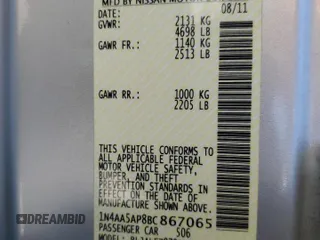 MFD BY NISSAN MOTOR
DATE: 08/11
GVWR: 2131 KG
4698 LB
GAWR FR.: 1140 KG
2513 LB
GAWR RR.: 1000 KG
2205 LB
THIS VEHICLE CONFORMS TO
ALL APPLICABLE FEDERAL
MOTOR VEHICLE SAFETY,
BUMPER, AND THEFT
PREVENTION STANDARDS
IN EFFECT ON THE DATE OF
MANUFACTURE SHOWN ABOVE.
1N4AA5AP8BC867065
PASSENGER CAR 506
DREAMBID